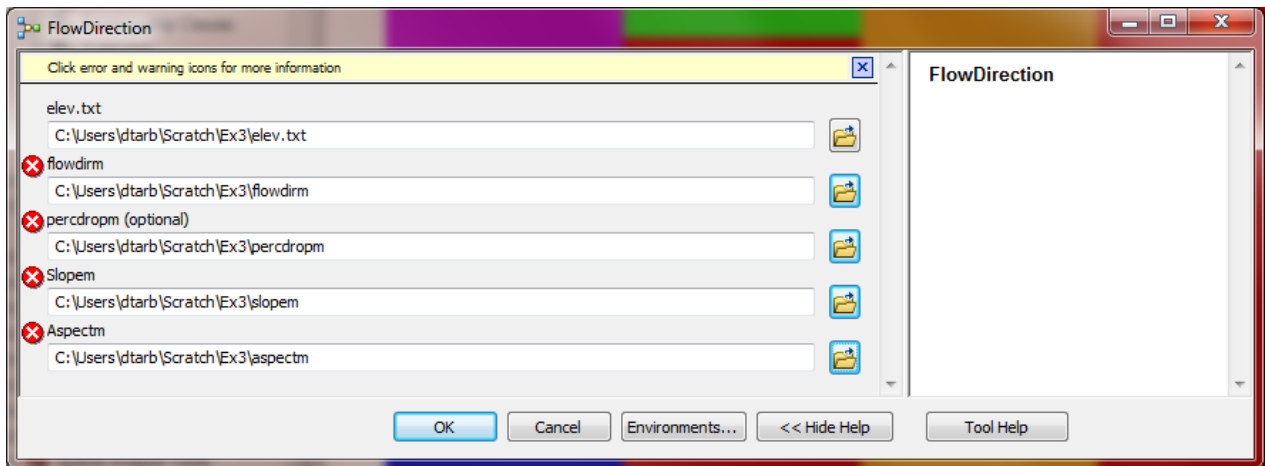 FlowDirection
Click error and warning icons for more information
FlowDirection
elev.txt
C:\Users\dtarb\Scratch\Ex3\elev.txt
flowdirm
C:\Users\dtarb\Scratch\Ex3\flowdirm
percdropm (optional)
C:\Users\dtarb\Scratch\Ex3\percdropm
Slopem
C:\Users\dtarb\Scratch\Ex3\slopem
Aspectm
C:\Users\dtarb\Scratch\Ex3\aspectm
OK Cancel Environments... << Hide Help Tool Help